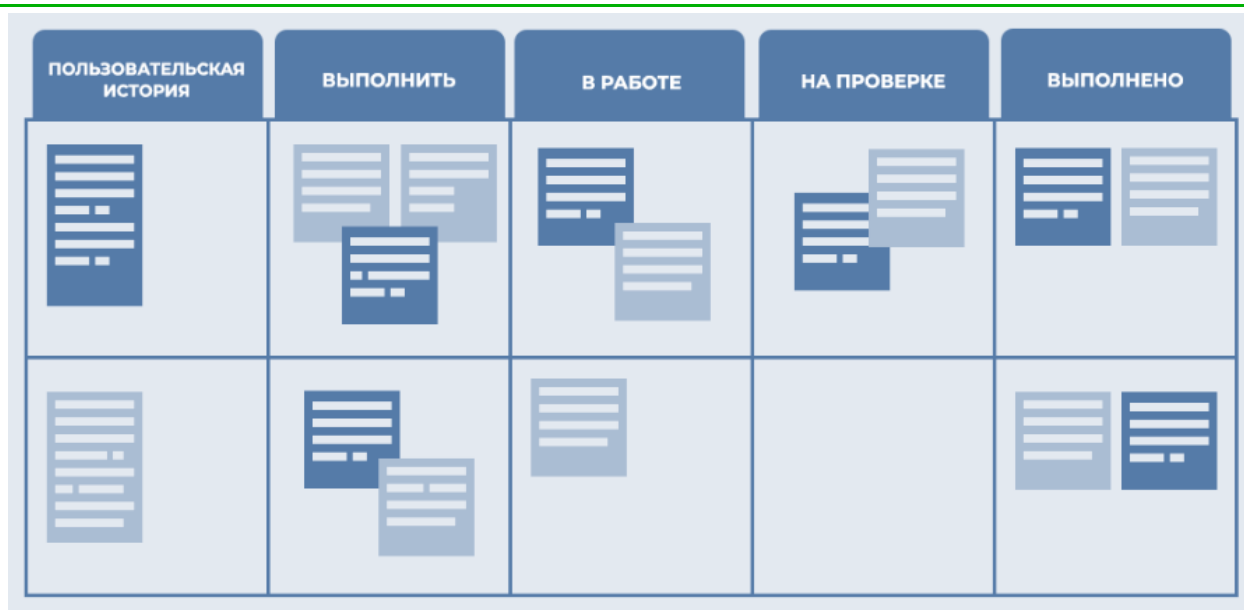 ПОЛЬЗОВАТЕЛЬСКАЯ
ИСТОРИЯ
ВЫПОЛНИТЬ
В РАБОТЕ
НА ПРОВЕРКЕ
ВЫПОЛНЕНО